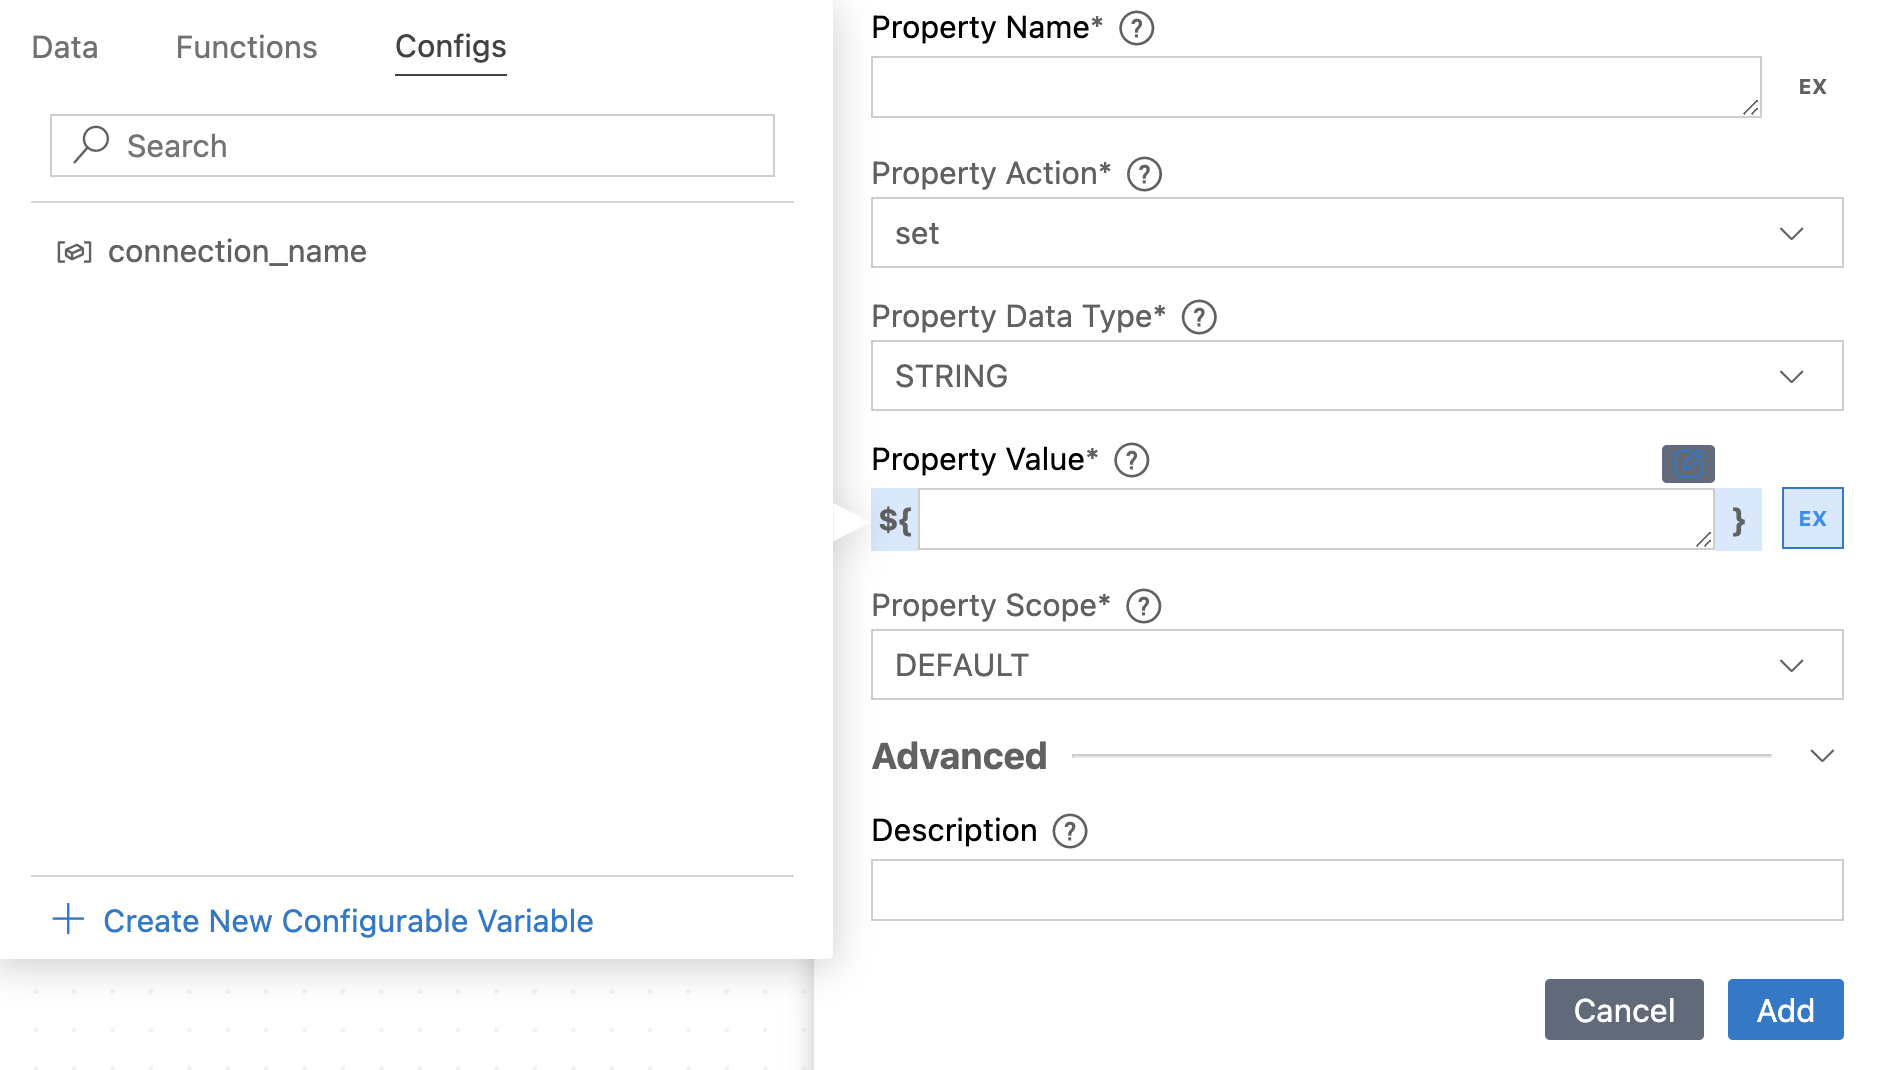 Data Functions Configs
Search
connection_name
+ Create New Configurable Variable
Property Name* ?
EX
Property Action* ?
set
Property Data Type* ?
STRING
Property Value* ?
${ } EX
Property Scope* ?
DEFAULT
Advanced
Description ?
Cancel Add